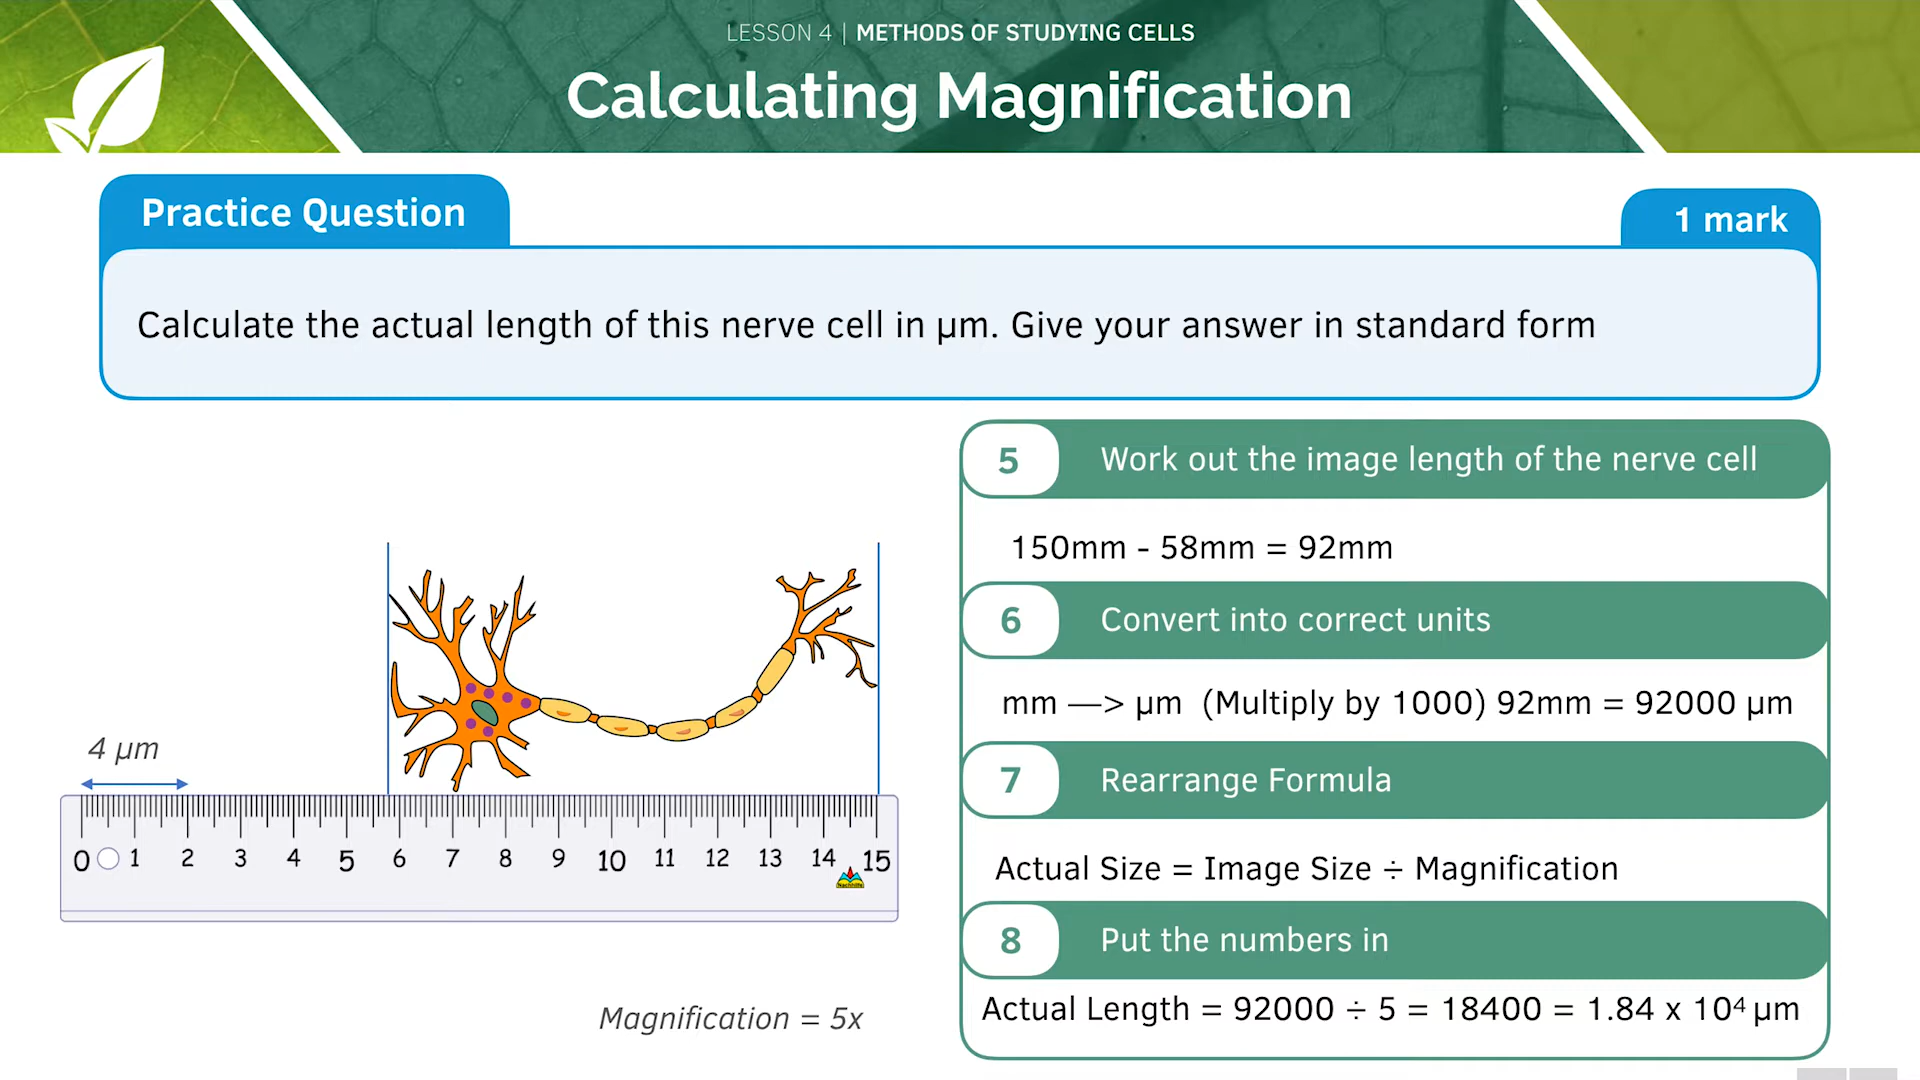 LESSON 4 | METHODS OF STUDYING CELLS
Calculating Magnification
Practice Question
1 mark
Calculate the actual length of this nerve cell in µm. Give your answer in standard form
4 µm
0 1 2 3 4 5 6 7 8 9 10 11 12 13 14 15
Nachhilfe
Magnification = 5x
5 Work out the image length of the nerve cell
150mm - 58mm = 92mm
6 Convert into correct units
mm —> µm (Multiply by 1000) 92mm = 92000 µm
7 Rearrange Formula
Actual Size = Image Size ÷ Magnification
8 Put the numbers in
Actual Length = 92000 ÷ 5 = 18400 = 1.84 x 10⁴ µm